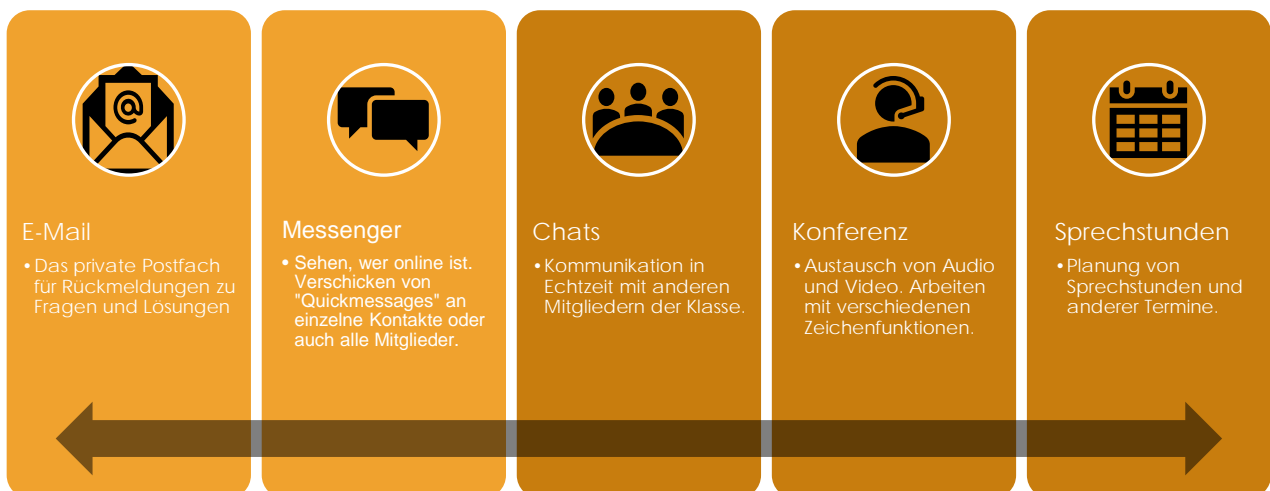 E-Mail
•Das private Postfach
für Rückmeldungen zu
Fragen und Lösungen
Messenger
• Sehen, wer online ist.
Verschicken von
"Quickmessages" an
einzelne Kontakte oder
auch alle Mitglieder.
Chats
•Kommunikation in
Echtzeit mit anderen
Mitgliedern der Klasse.
Konferenz
•Austausch von Audio
und Video. Arbeiten
mit verschiedenen
Zeichenfunktionen.
Sprechstunden
•Planung von
Sprechstunden und
anderer Termine.